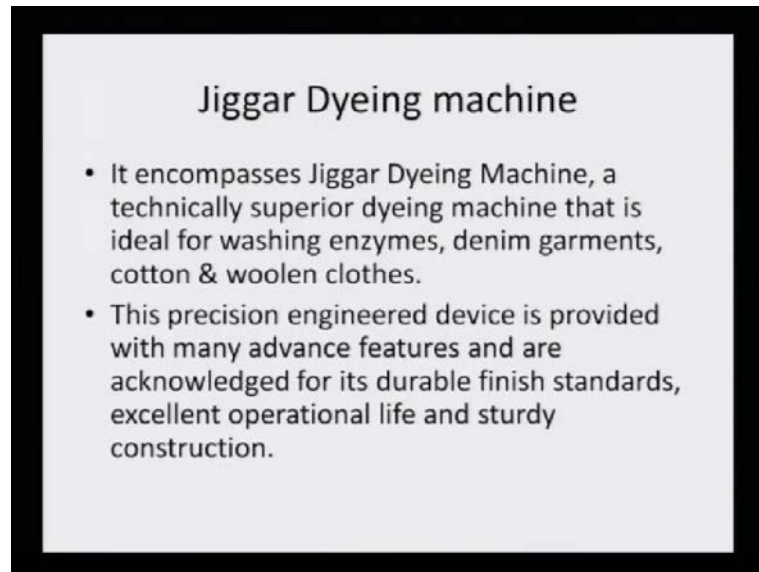 Jiggar Dyeing machine
• It encompasses Jiggar Dyeing Machine, a
technically superior dyeing machine that is
ideal for washing enzymes, denim garments,
cotton & woolen clothes.
• This precision engineered device is provided
with many advance features and are
acknowledged for its durable finish standards,
excellent operational life and sturdy
construction.